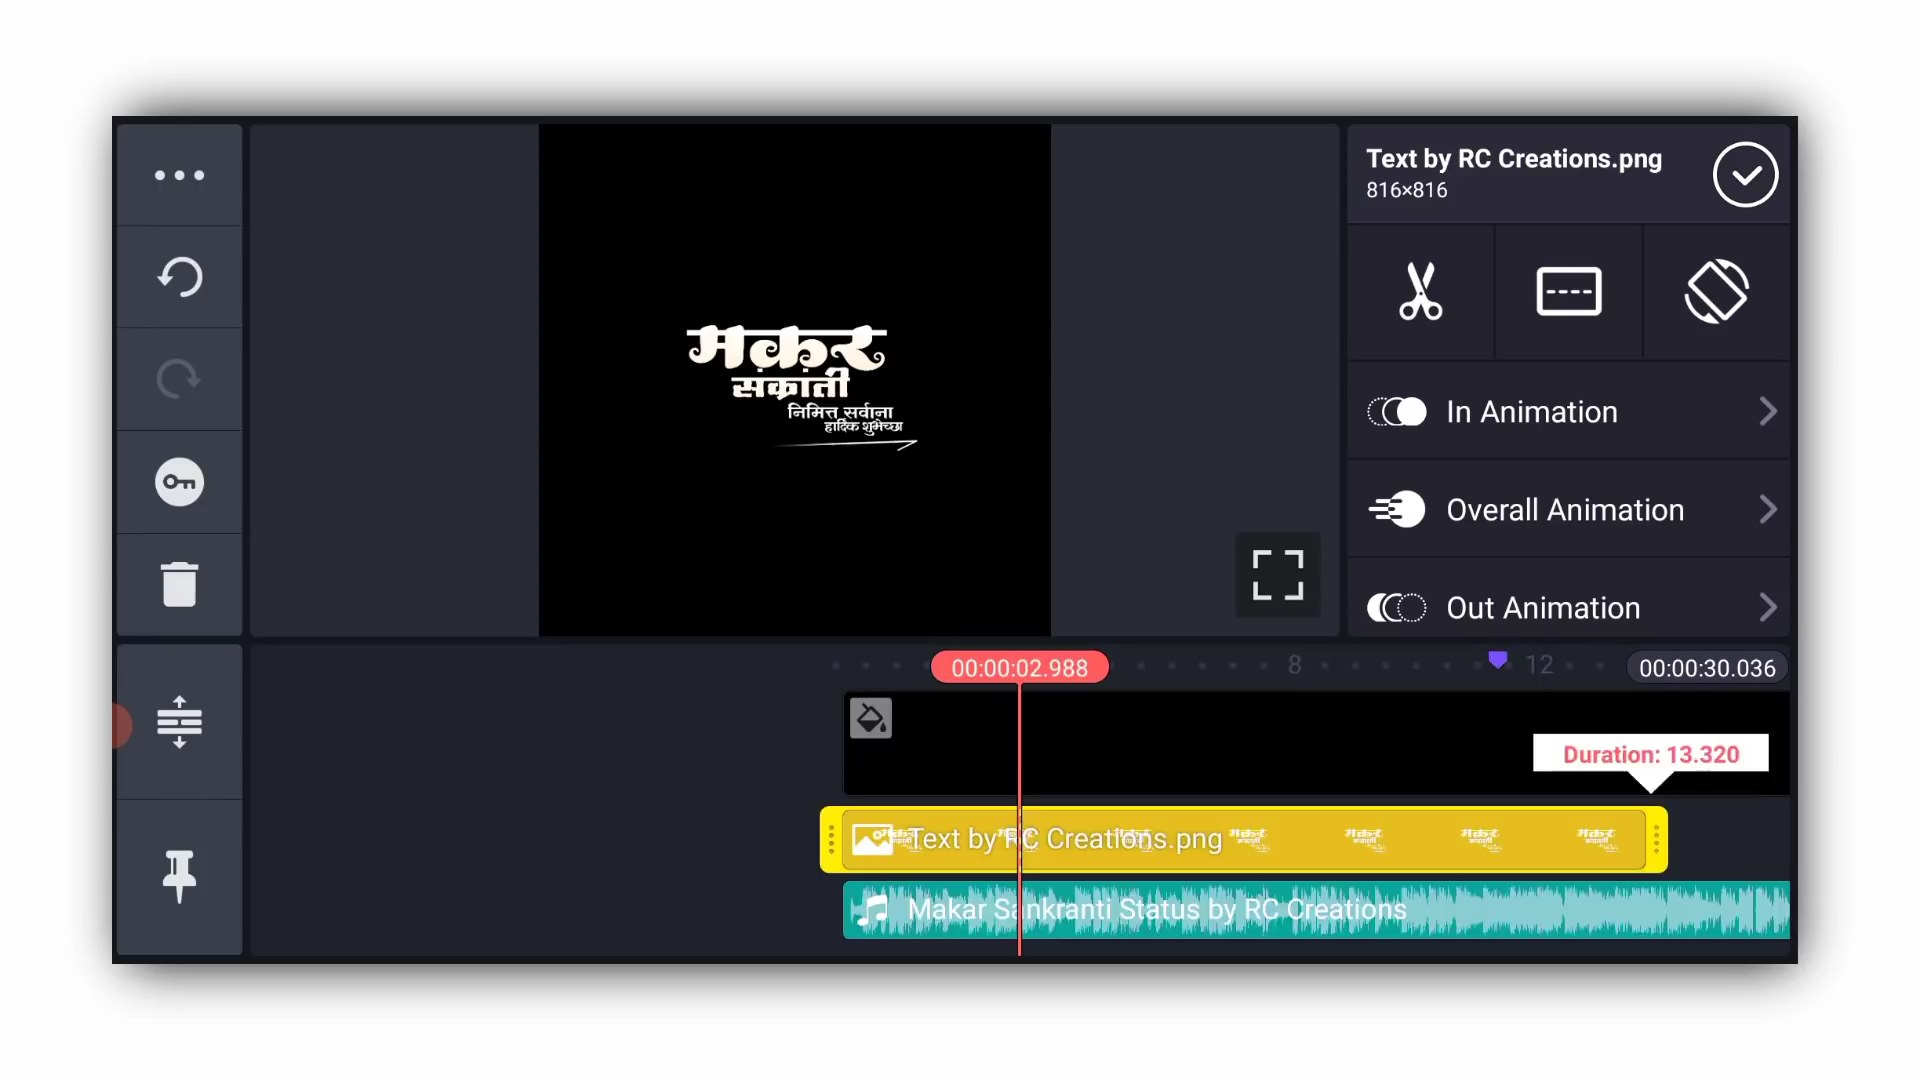 Text by RC Creations.png
816×816
मकर
संक्रांती
निमित्त सर्वाना
हार्दिक शुभेच्छा
In Animation
Overall Animation
Out Animation
00:00:02.988
8
12
00:00:30.036
Duration: 13.320
Text by RC Creations.png
Makar Sankranti Status by RC Creations